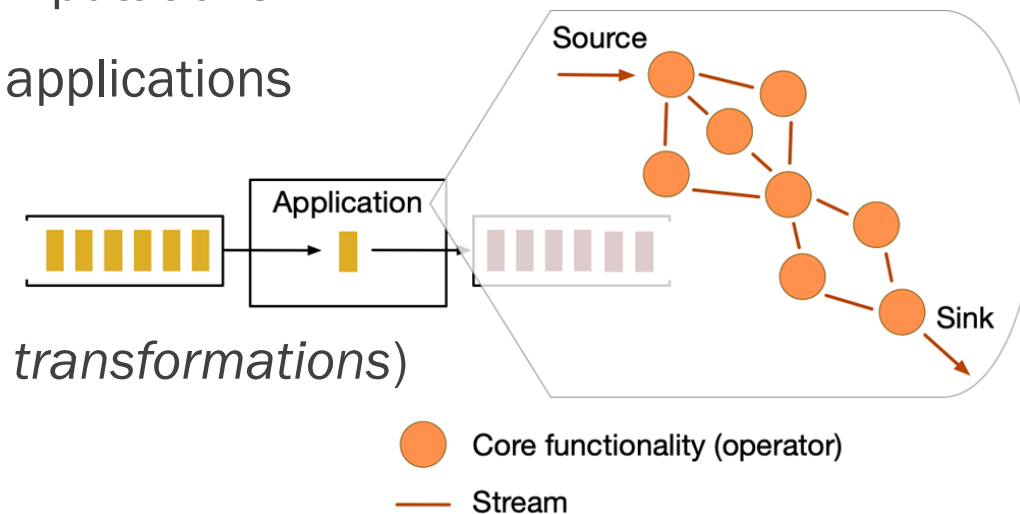 applications
Source
Application
Sink
transformations)
Core functionality (operator)
Stream